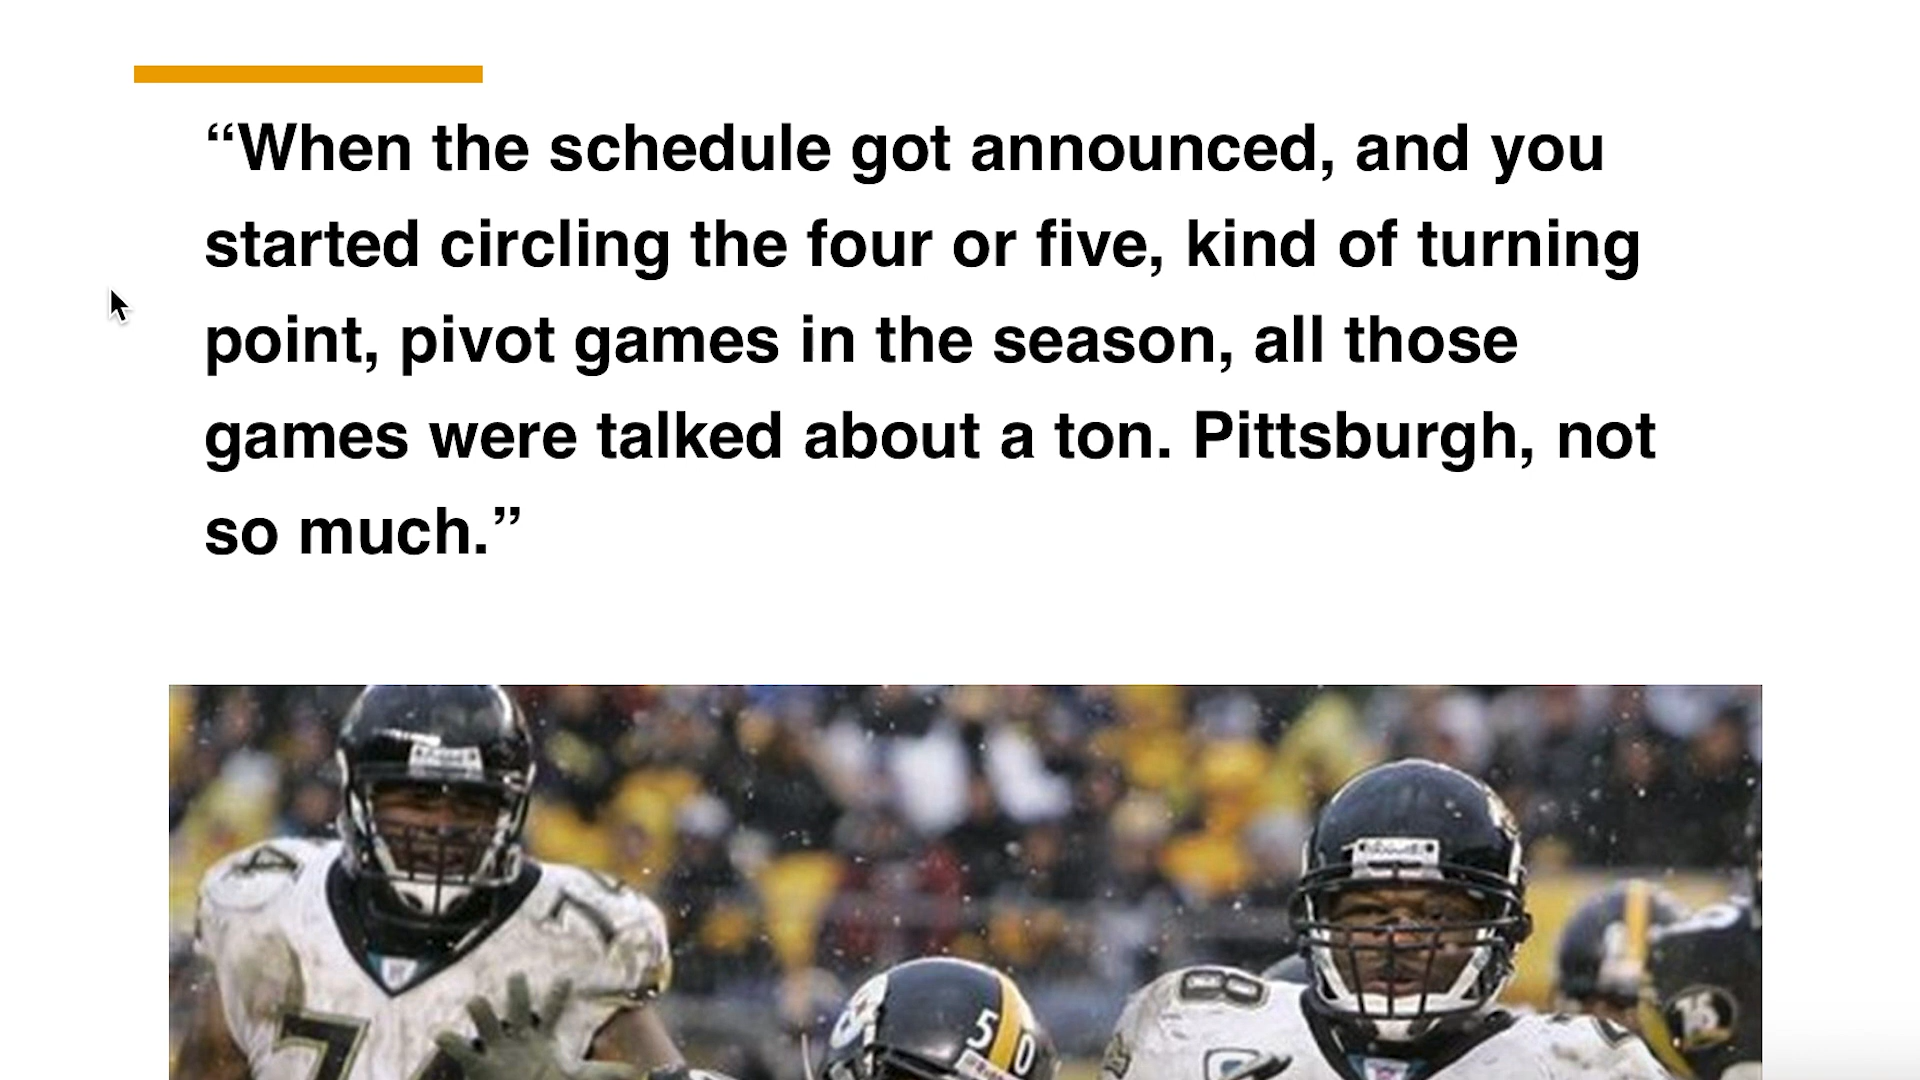 “When the schedule got announced, and you
started circling the four or five, kind of turning
point, pivot games in the season, all those
games were talked about a ton. Pittsburgh, not
so much.”
50